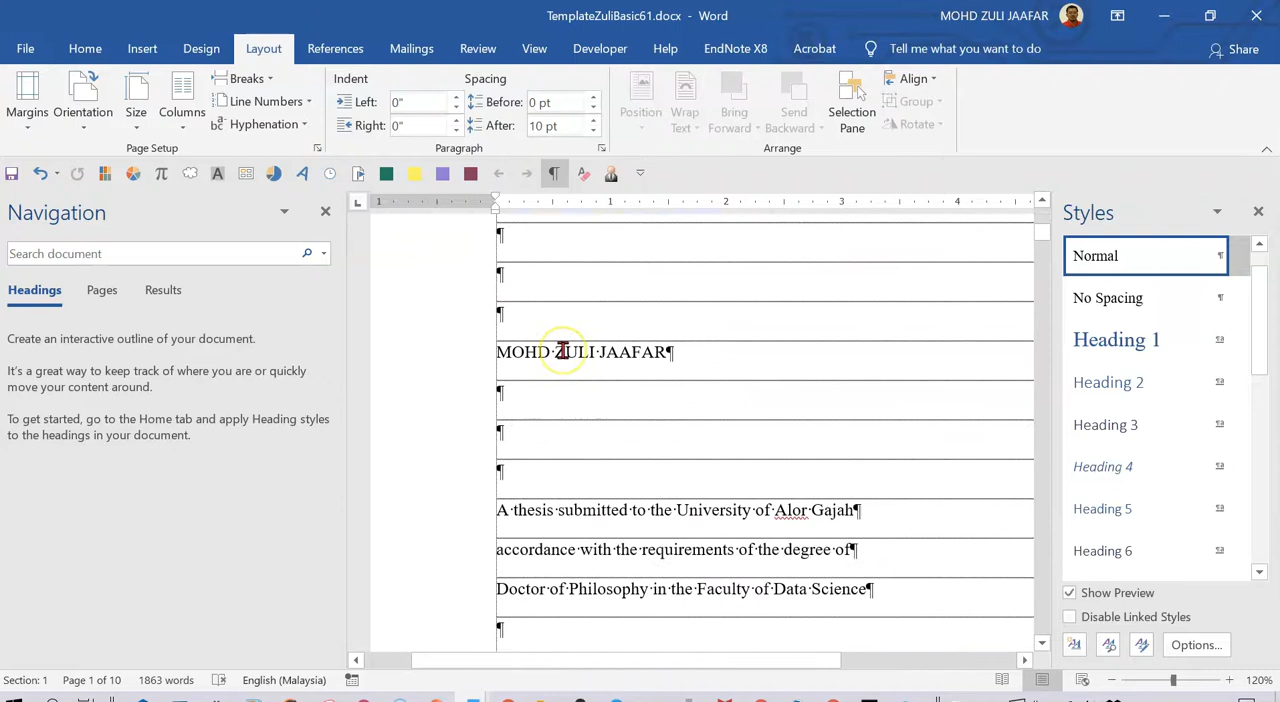 TemplateZuliBasic61.docx - Word
MOHD ZULI JAAFAR
File Home Insert Design Layout References Mailings Review View Developer Help EndNote X8 Acrobat Tell me what you want to do Share
Margins Orientation Size Columns
Breaks
Line Numbers
Hyphenation
Page Setup
Indent
Left: 0"
Right: 0"
Spacing
Before: 0 pt
After: 10 pt
Paragraph
Position Wrap Text Bring Forward Send Backward Selection Pane
Align
Group
Rotate
Arrange
Navigation
Search document
Headings Pages Results
Create an interactive outline of your document.
It's a great way to keep track of where you are or quickly
move your content around.
To get started, go to the Home tab and apply Heading styles
to the headings in your document.
1 1 2 3 4
¶
¶
¶
MOHD·ZULI·JAAFAR¶
¶
¶
¶
A·thesis·submitted·to·the·University·of·Alor·Gajah¶
accordance·with·the·requirements·of·the·degree·of¶
Doctor·of·Philosophy·in·the·Faculty·of·Data·Science¶
¶
Styles
Normal
No Spacing
Heading 1
Heading 2
Heading 3
Heading 4
Heading 5
Heading 6
Show Preview
Disable Linked Styles
Options...
Section: 1 Page 1 of 10 1863 words English (Malaysia) 120%